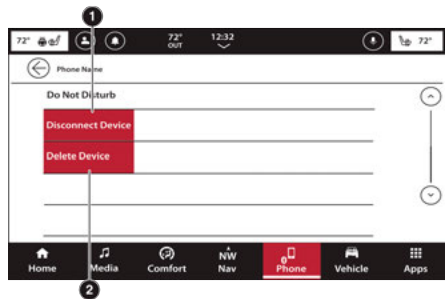 1
72° 72° OUT 12:32 72°
Phone Name
Do Not Disturb
Disconnect Device
Delete Device
NW
Home Media Comfort Nav Phone Vehicle Apps
2